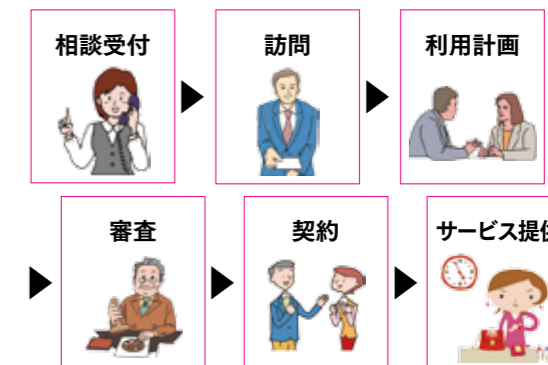 相談受付
訪問
利用計画
審査
契約
サービス提供